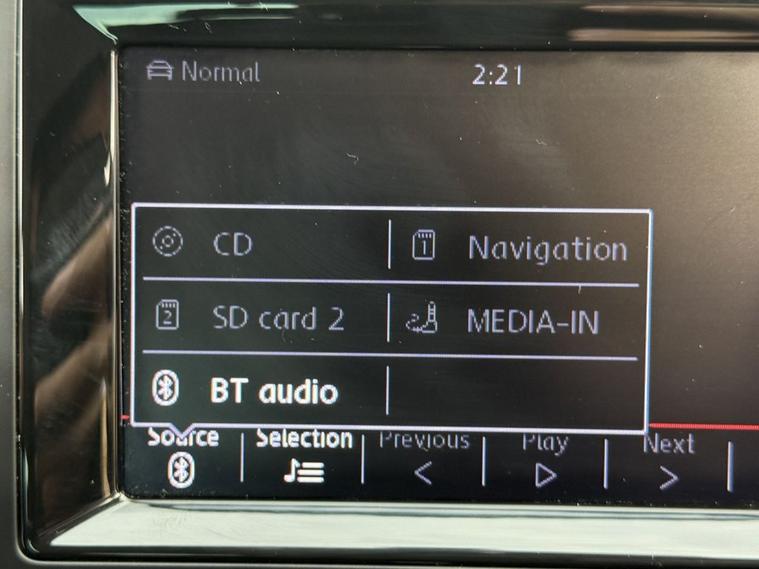 Normal 2:21
CD Navigation
SD card 2 MEDIA-IN
BT audio
Source Selection Previous Play Next